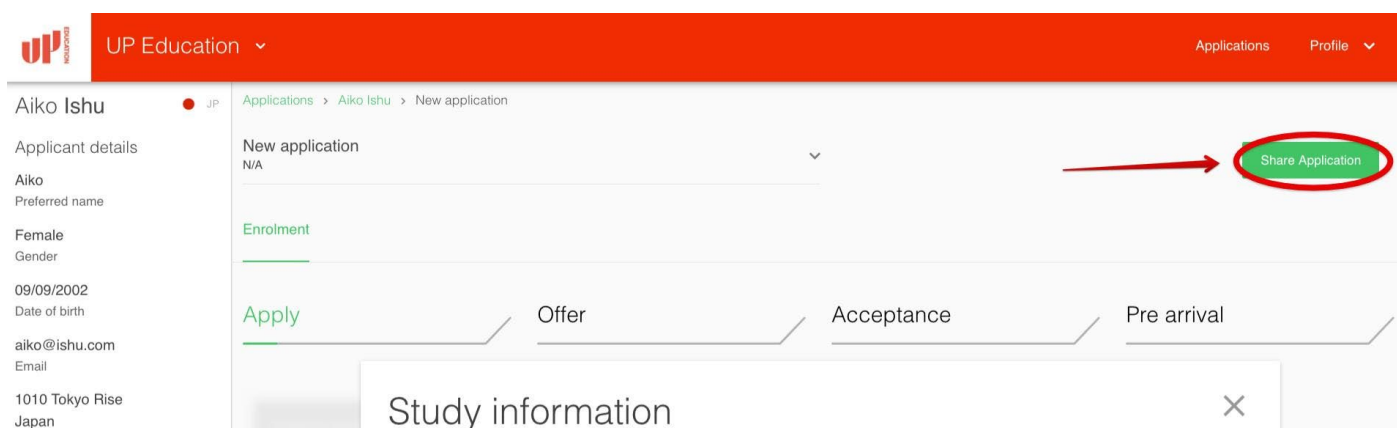 UP EDUCATION
UP Education
Applications
Profile
Aiko Ishu
JP
Applicant details
Aiko
Preferred name
Female
Gender
09/09/2002
Date of birth
aiko@ishu.com
Email
1010 Tokyo Rise
Japan
Applications > Aiko Ishu > New application
New application
N/A
Share Application
Enrolment
Apply
Offer
Acceptance
Pre arrival
Study information